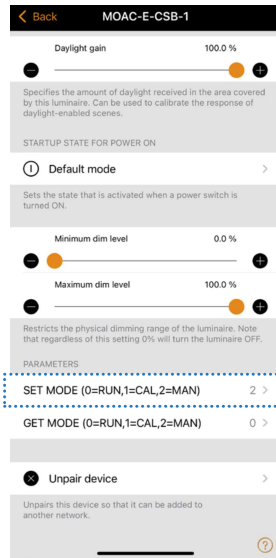 Back MOAC-E-CSB-1
Daylight gain 100.0 %
Specifies the amount of daylight received in the area covered
by this luminaire. Can be used to calibrate the response of
daylight-enabled scenes.
STARTUP STATE FOR POWER ON
Default mode
Sets the state that is activated when a power switch is
turned ON.
Minimum dim level 0.0 %
Maximum dim level 100.0 %
Restricts the physical dimming range of the luminaire. Note
that regardless of this setting 0% will turn the luminaire OFF.
PARAMETERS
SET MODE (0=RUN,1=CAL,2=MAN) 2
GET MODE (0=RUN,1=CAL,2=MAN) 0
Unpair device
Unpairs this device so that it can be added to
another network.
?